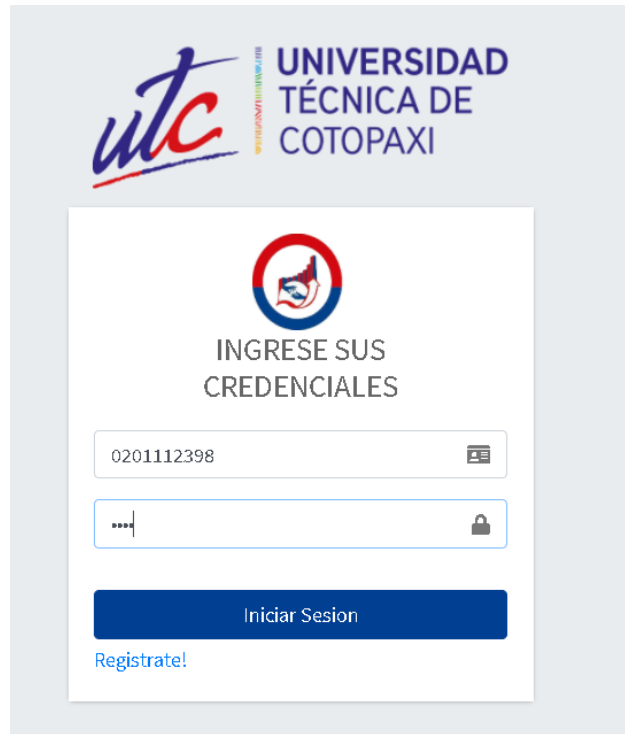 utc
UNIVERSIDAD
TÉCNICA DE
COTOPAXI
INGRESE SUS
CREDENCIALES
0201112398
••••
Iniciar Sesion
Registrate!